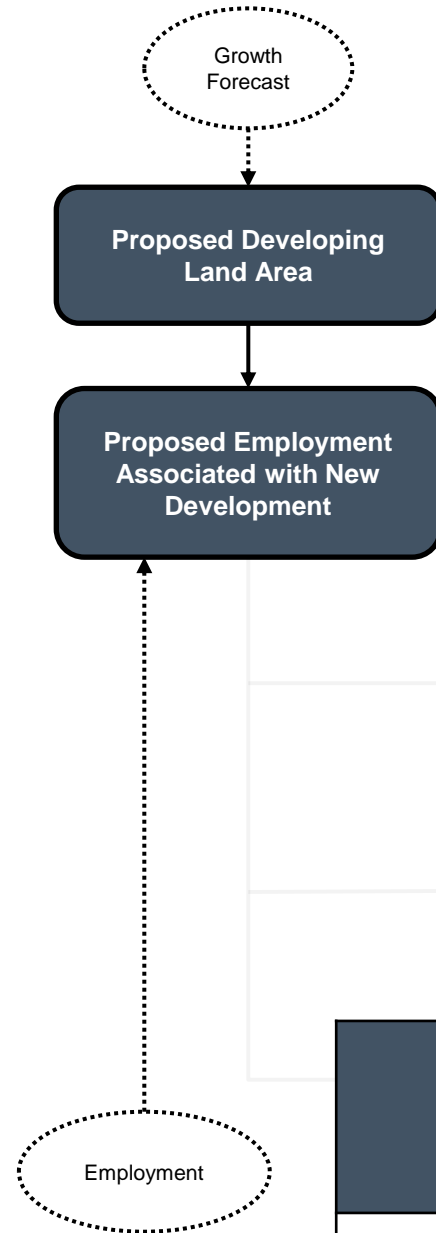 Growth
Forecast
Proposed Developing
Land Area
Proposed Employment
Associated with New
Development
Employment